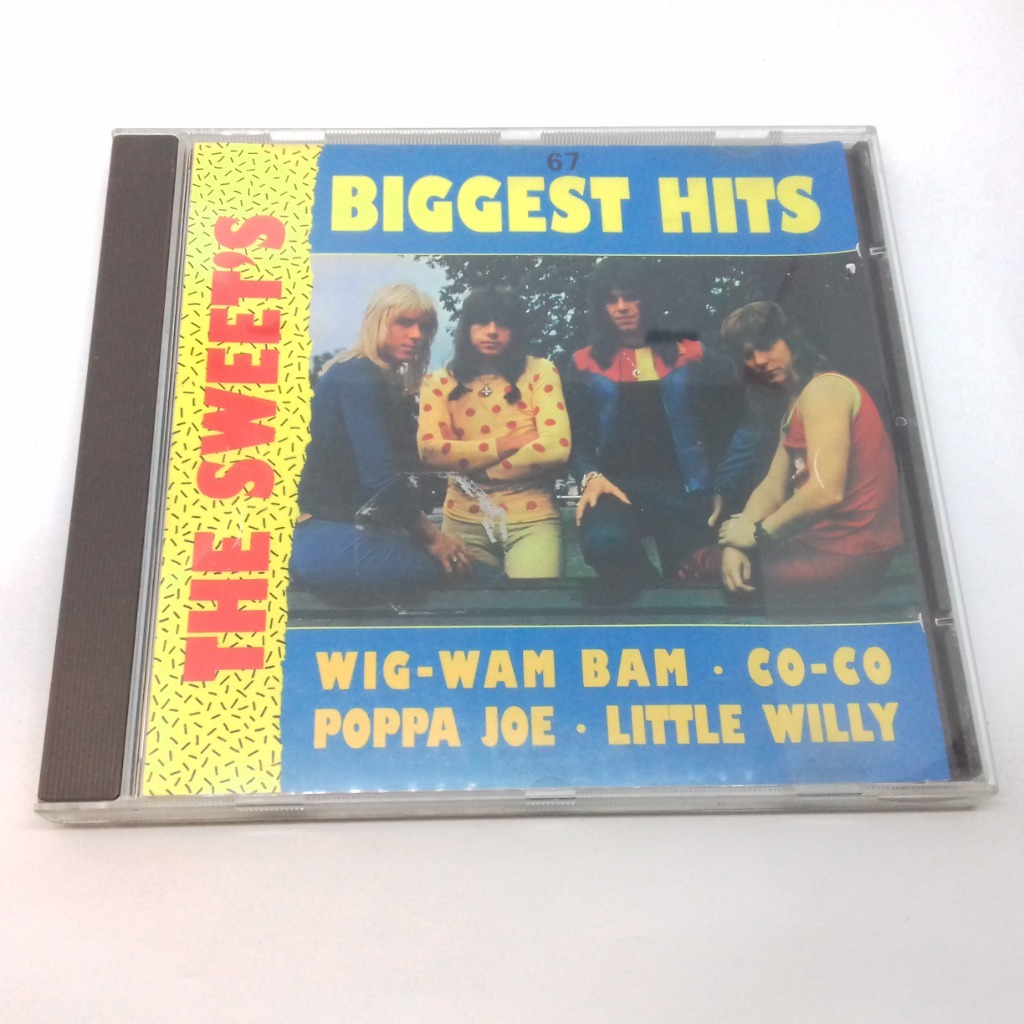 THE SWEET'S
67
BIGGEST HITS
WIG-WAM BAM · CO-CO
POPPA JOE · LITTLE WILLY